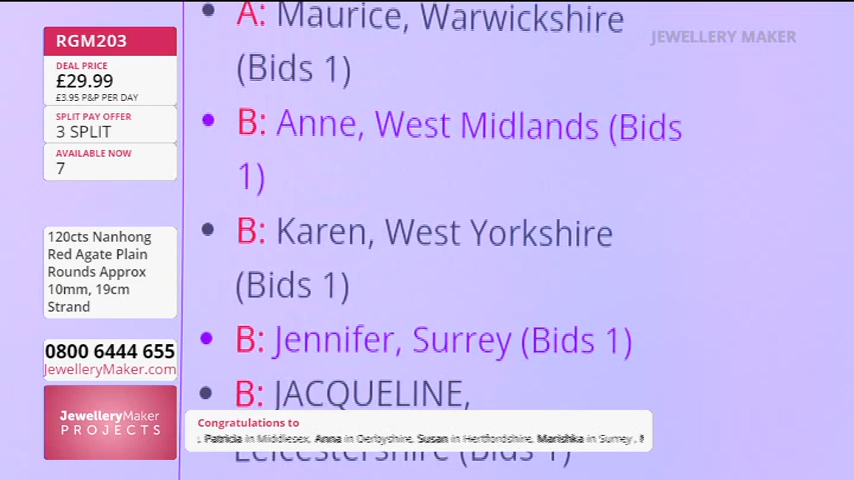 RGM203
DEAL PRICE
£29.99
£3.95 P&P PER DAY
SPLIT PAY OFFER
3 SPLIT
AVAILABLE NOW
7
120cts Nanhong
Red Agate Plain
Rounds Approx
10mm, 19cm
Strand
0800 6444 655
JewelleryMaker.com
JewelleryMaker
PROJECTS
JEWELLERY MAKER
A: Maurice, Warwickshire
(Bids 1)
B: Anne, West Midlands (Bids
1)
B: Karen, West Yorkshire
(Bids 1)
B: Jennifer, Surrey (Bids 1)
B: JACQUELINE,
Leicestershire (Bids 1)
Congratulations to
Patricia in Middlesex, Anna in Derbyshire, Susan in Hertfordshire, Marishka in Surrey,